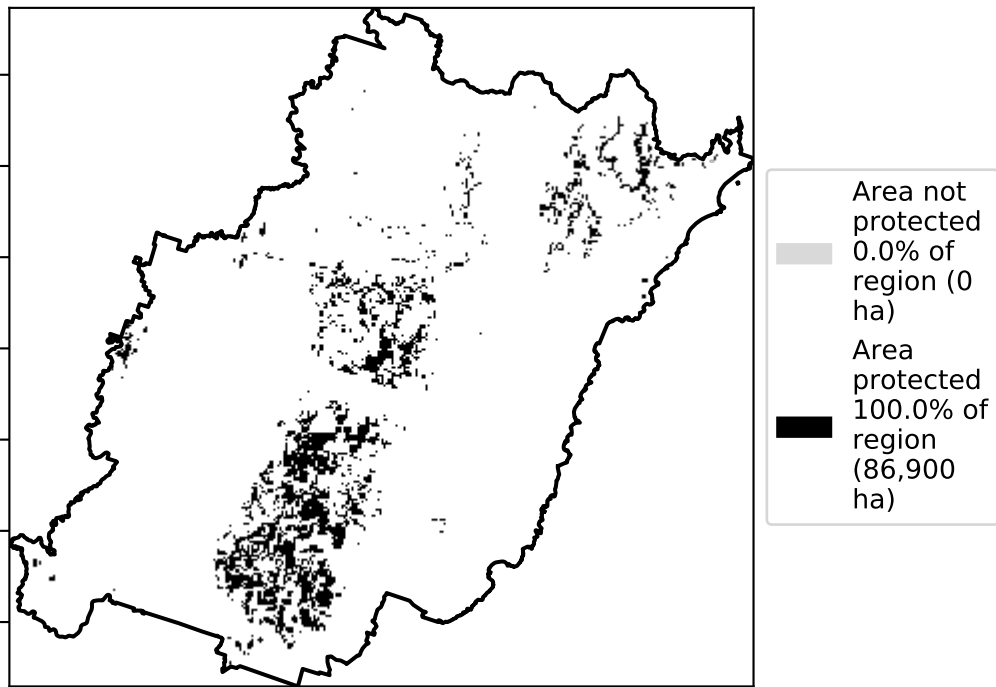 Area not
protected
0.0% of
region (0
ha)
Area
protected
100.0% of
region
(86,900
ha)